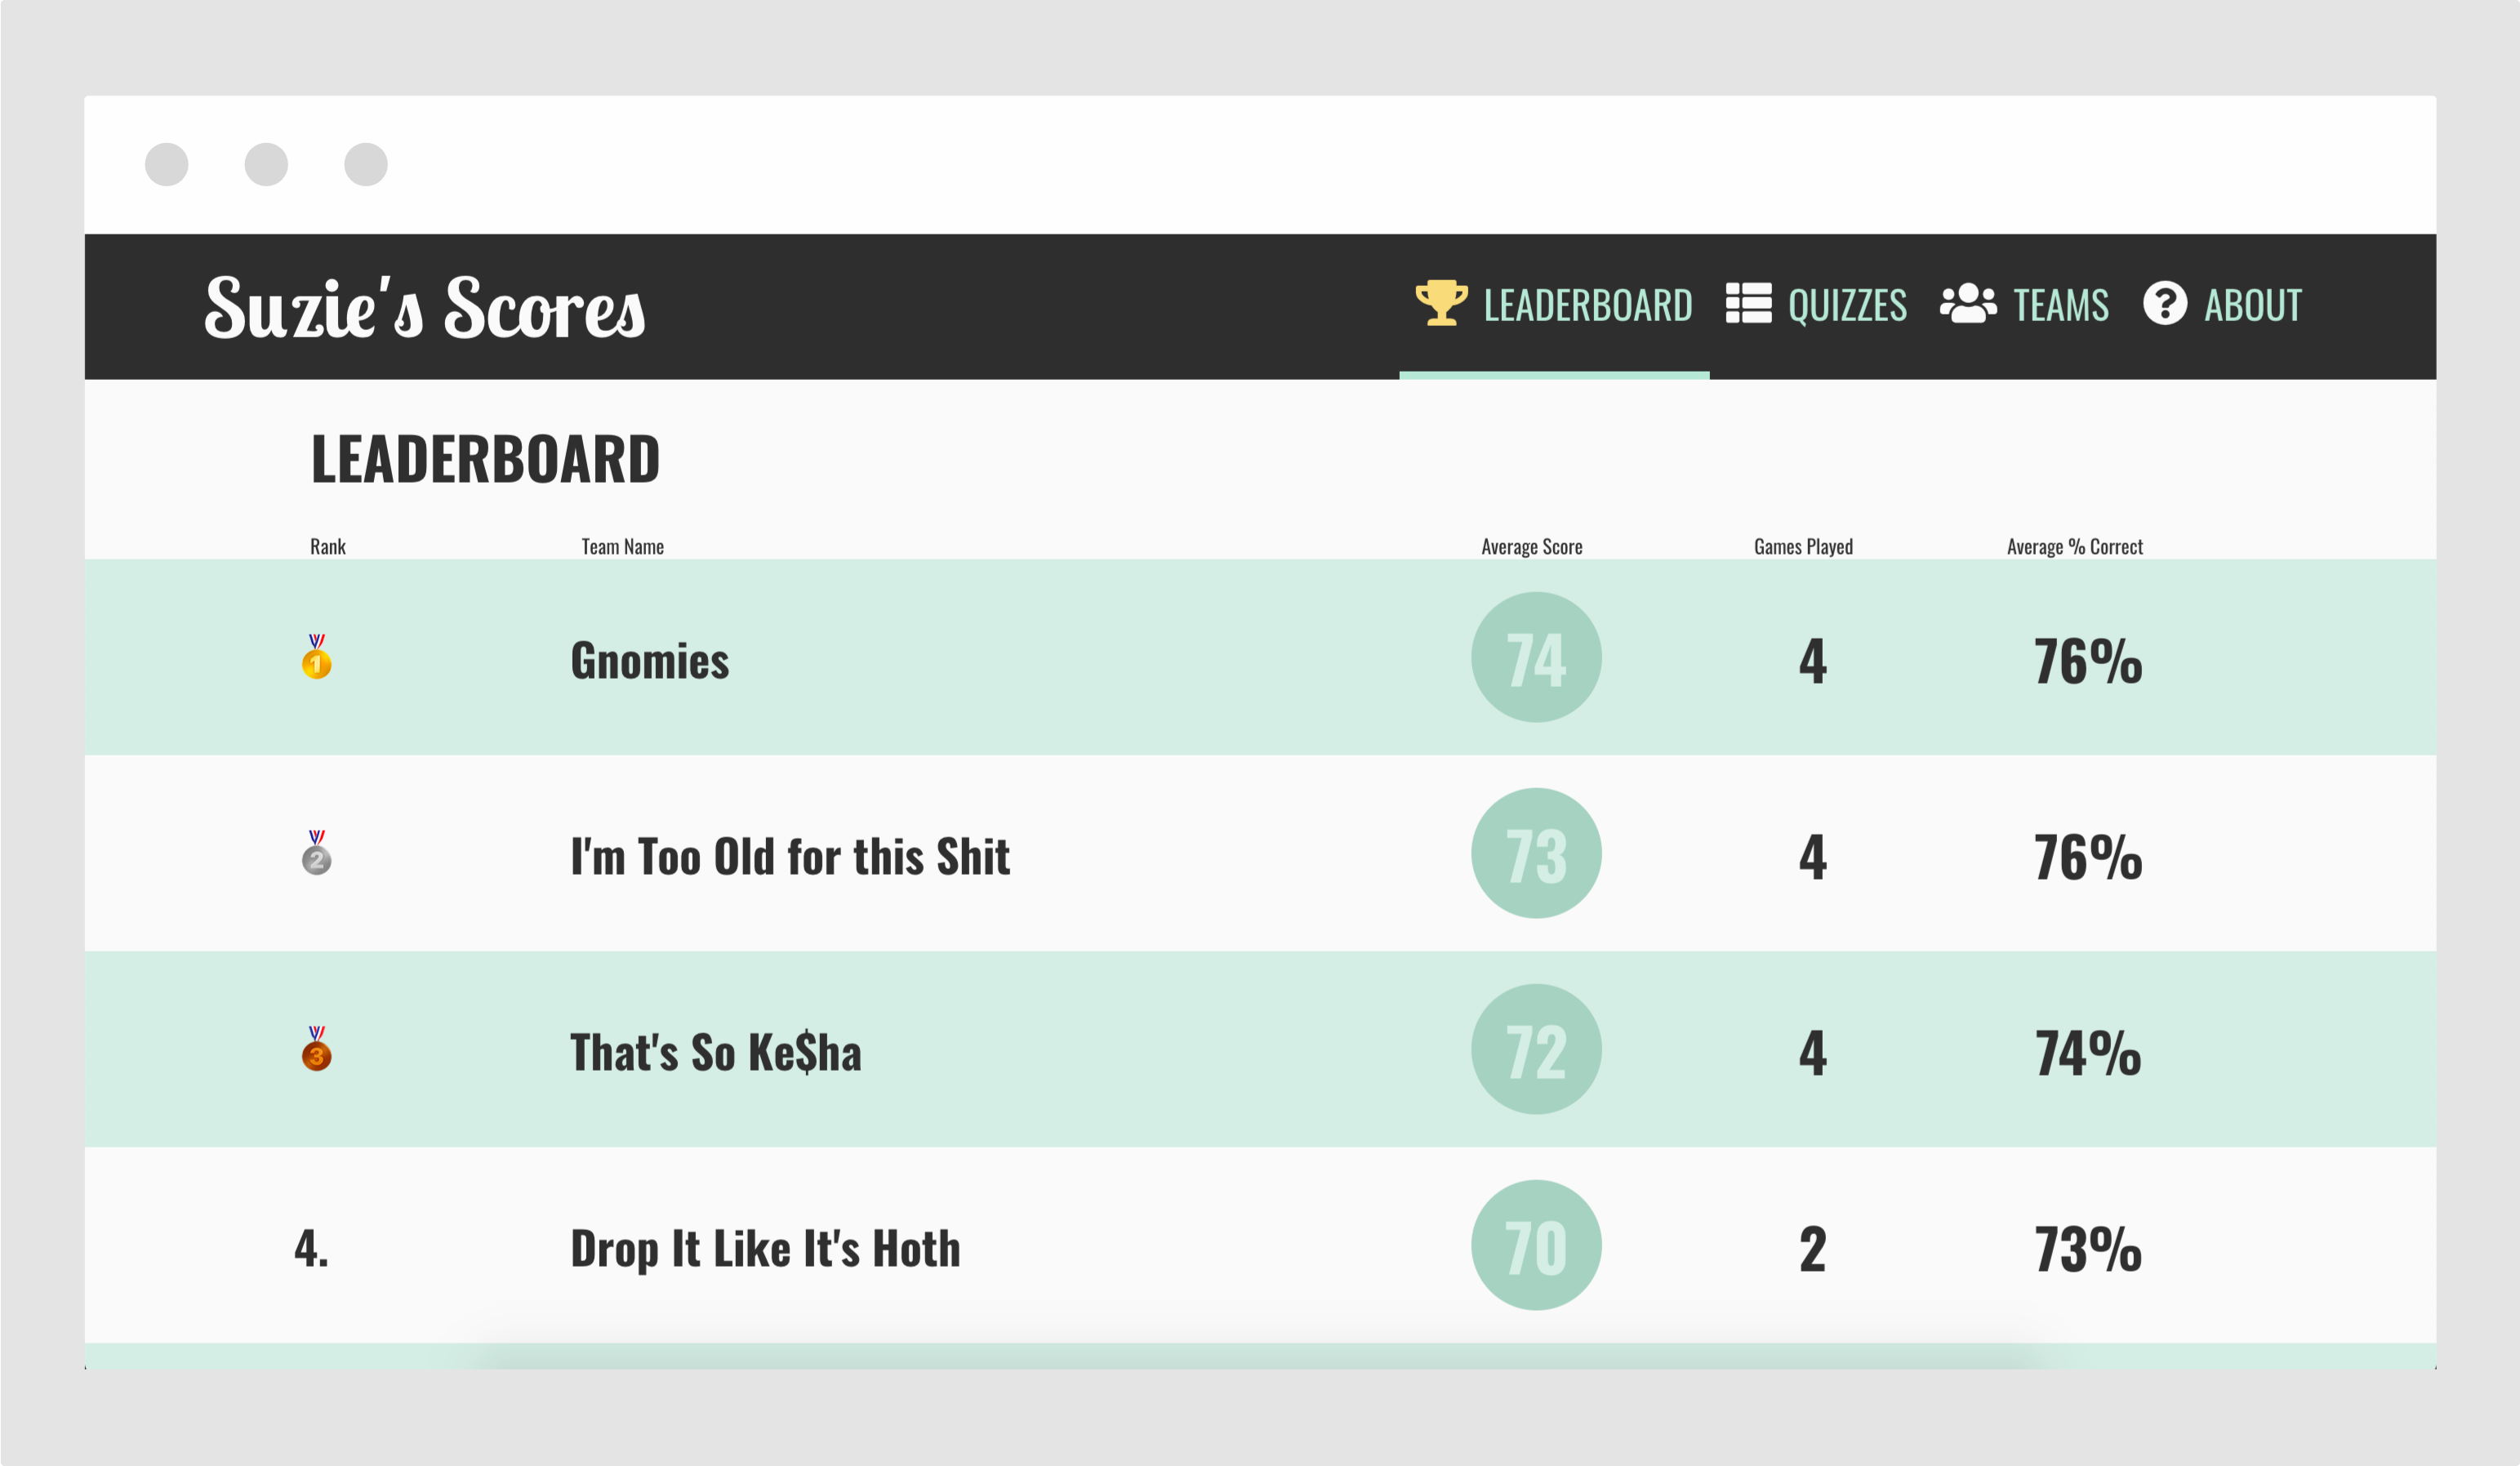 Suzie's Scores
LEADERBOARD QUIZZES TEAMS ABOUT
LEADERBOARD
Rank Team Name Average Score Games Played Average % Correct
1 Gnomies 74 4 76%
2 I'm Too Old for this Shit 73 4 76%
3 That's So Ke$ha 72 4 74%
4. Drop It Like It's Hoth 70 2 73%